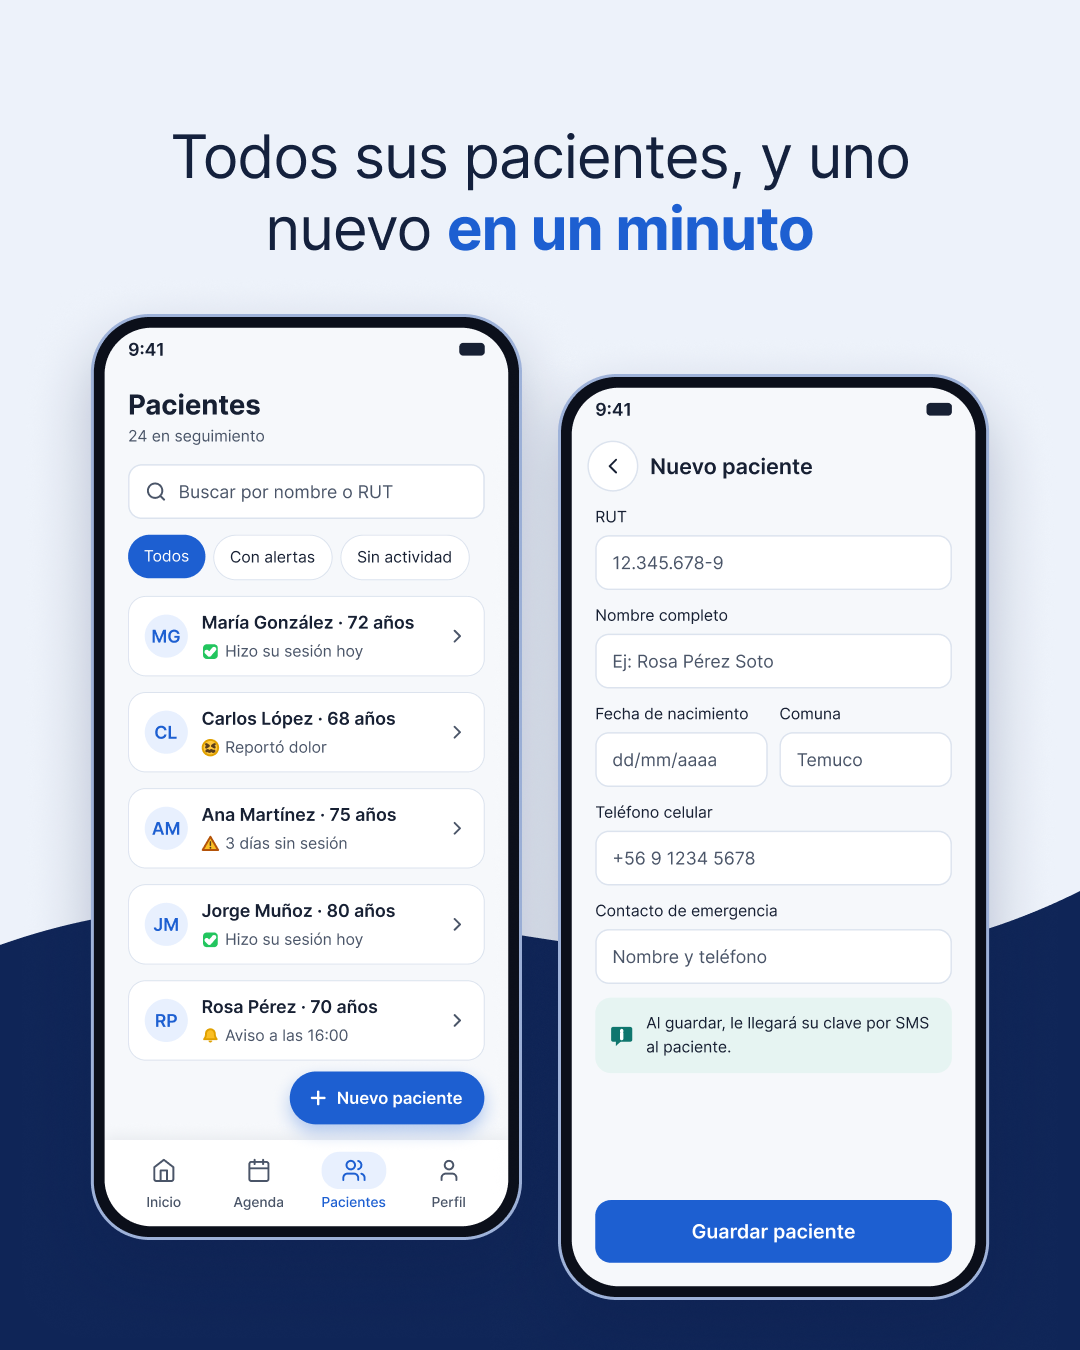 Todos sus pacientes, y uno
nuevo en un minuto
9:41
Pacientes
24 en seguimiento
Buscar por nombre o RUT
Todos
Con alertas
Sin actividad
MG
María González · 72 años
Hizo su sesión hoy
CL
Carlos López · 68 años
Reportó dolor
AM
Ana Martínez · 75 años
3 días sin sesión
JM
Jorge Muñoz · 80 años
Hizo su sesión hoy
RP
Rosa Pérez · 70 años
Aviso a las 16:00
+ Nuevo paciente
Inicio
Agenda
Pacientes
Perfil
9:41
Nuevo paciente
RUT
12.345.678-9
Nombre completo
Ej: Rosa Pérez Soto
Fecha de nacimiento
Comuna
dd/mm/aaaa
Temuco
Teléfono celular
+56 9 1234 5678
Contacto de emergencia
Nombre y teléfono
Al guardar, le llegará su clave por SMS
al paciente.
Guardar paciente